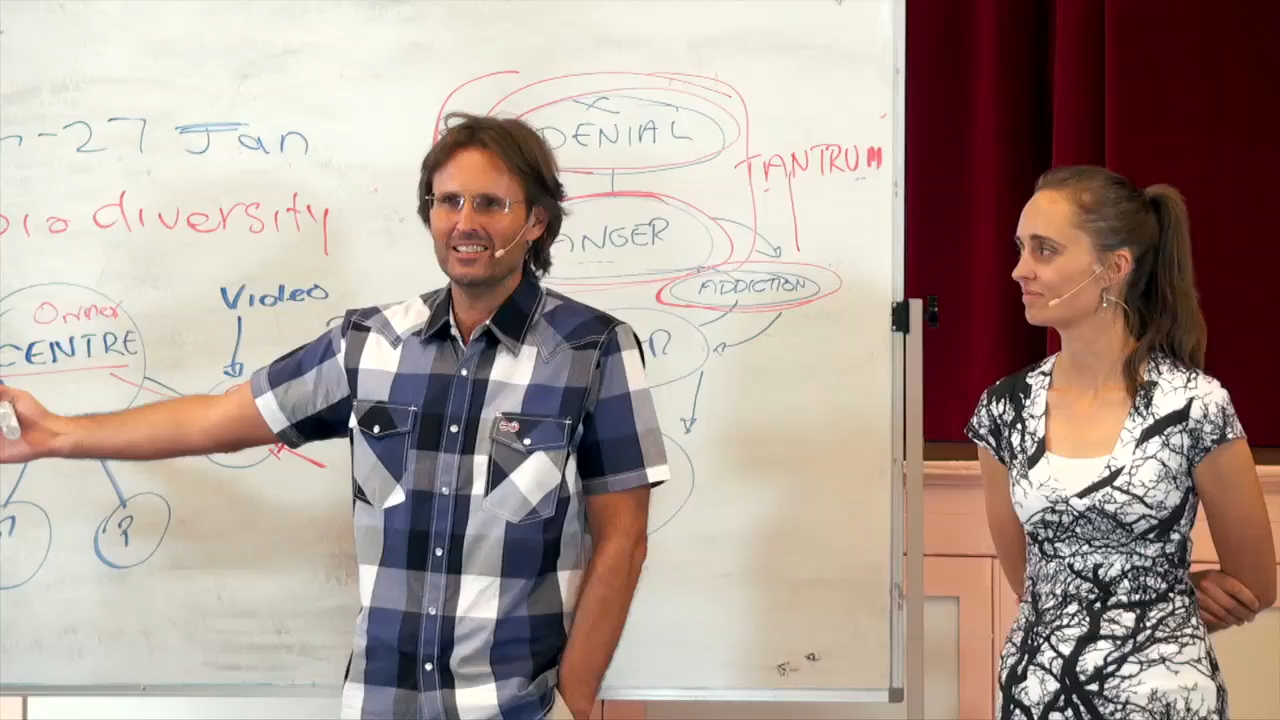 -27 Jan
diversity
Owner
CENTRE
Video
P
DENIAL
TANTRUM
ANGER
ADDICTION